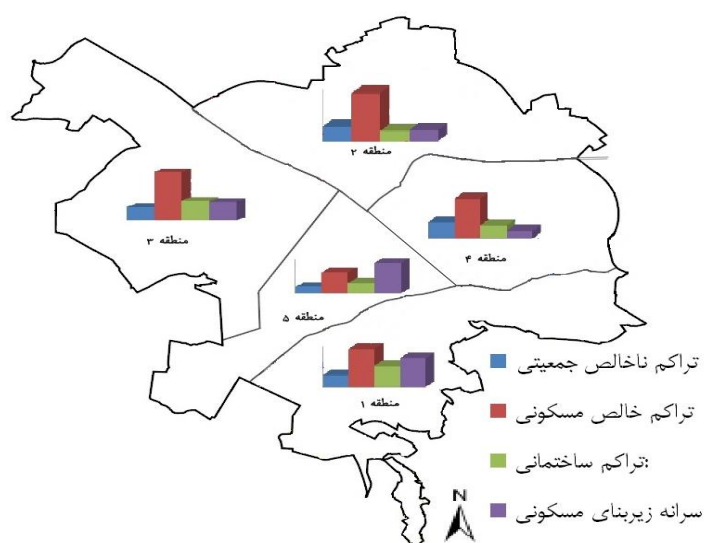 منطقه ۲
منطقه ۳
منطقه ۴
منطقه ۵
منطقه ۱
تراکم ناخالص جمعیتی
تراکم خالص مسکونی
تراکم ساختمانی:
سرانه زیربنای مسکونی
N